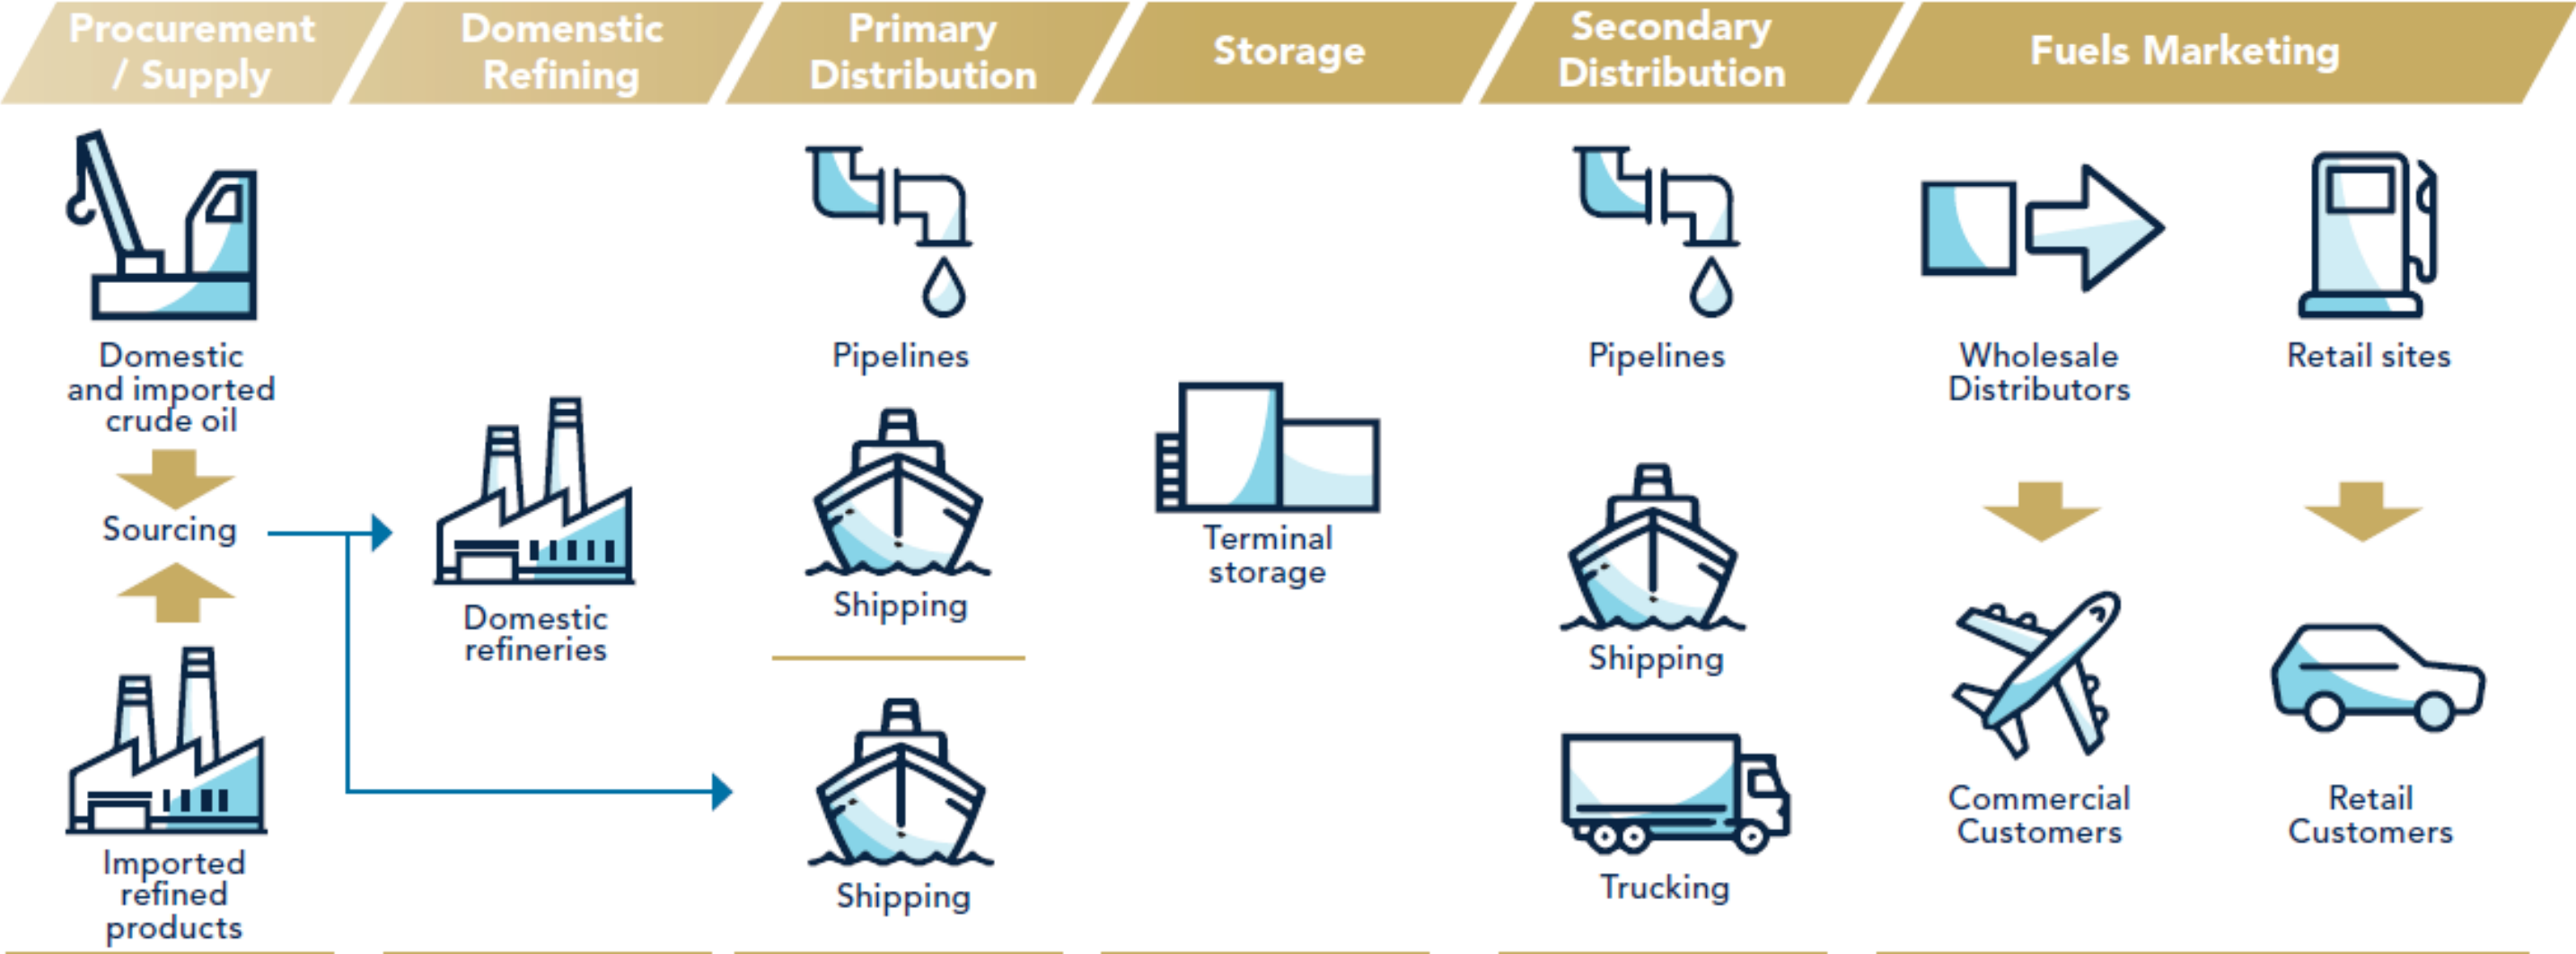 Procurement
/ Supply
Domenstic
Refining
Primary
Distribution
Storage
Secondary
Distribution
Fuels Marketing
Domestic
and imported
crude oil
Sourcing
Imported
refined
products
Domestic
refineries
Pipelines
Shipping
Shipping
Terminal
storage
Pipelines
Shipping
Trucking
Wholesale
Distributors
Commercial
Customers
Retail sites
Retail
Customers